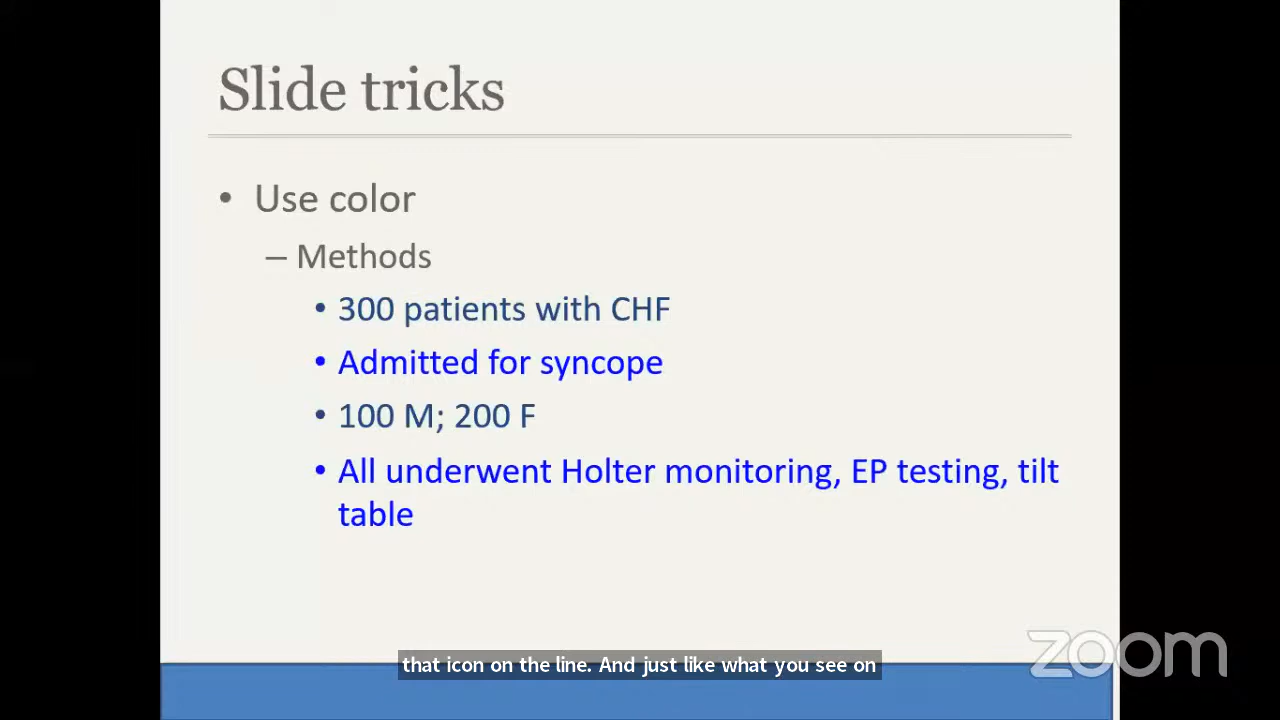 Slide tricks
• Use color
– Methods
• 300 patients with CHF
• Admitted for syncope
• 100 M; 200 F
• All underwent Holter monitoring, EP testing, tilt
table
zoom
that icon on the line. And just like what you see on